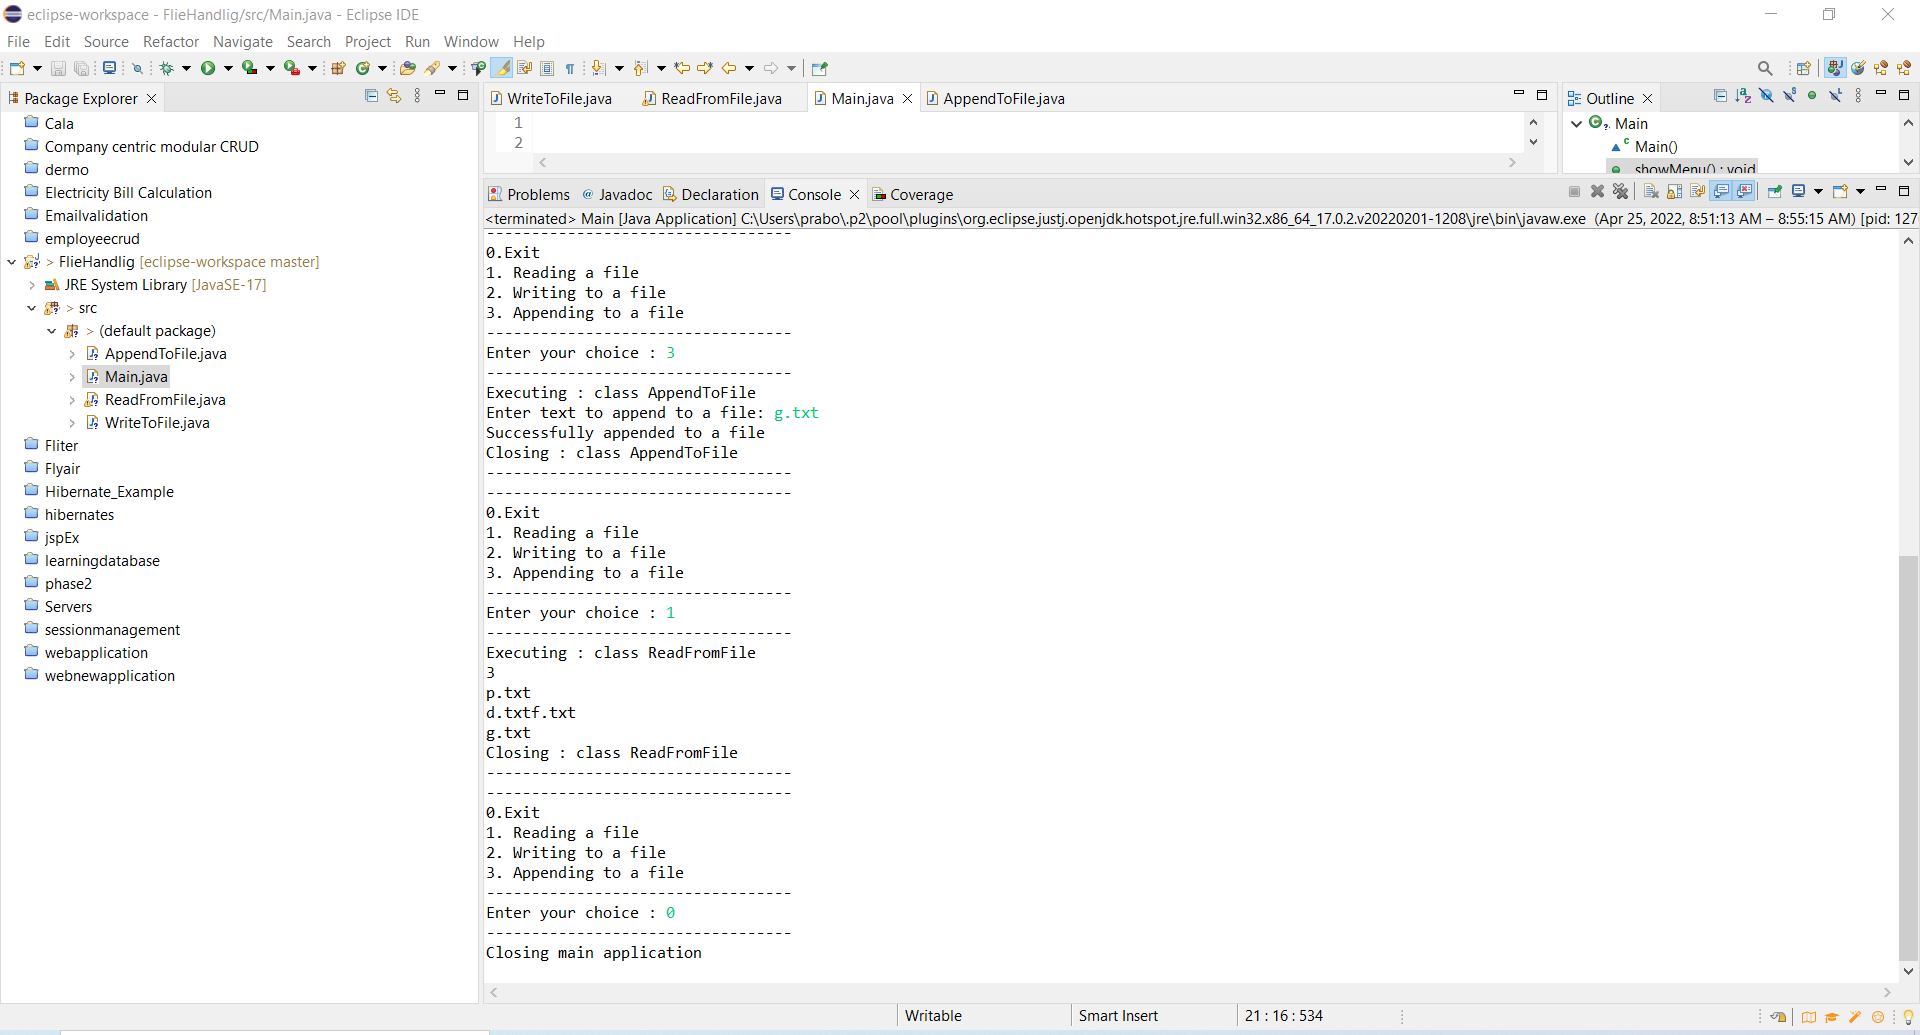 eclipse-workspace - FlieHandlig/src/Main.java - Eclipse IDE
File Edit Source Refactor Navigate Search Project Run Window Help
Package Explorer
Cala
Company centric modular CRUD
dermo
Electricity Bill Calculation
Emailvalidation
employeecrud
> FlieHandlig [eclipse-workspace master]
JRE System Library [JavaSE-17]
> src
> (default package)
AppendToFile.java
Main.java
ReadFromFile.java
WriteToFile.java
Fliter
Flyair
Hibernate_Example
hibernates
jspEx
learningdatabase
phase2
Servers
sessionmanagement
webapplication
webnewapplication
WriteToFile.java ReadFromFile.java Main.java AppendToFile.java
1
2
Outline
Main
Main()
showMenu() : void
Problems Javadoc Declaration Console Coverage
<terminated> Main [Java Application] C:\Users\prabo\.p2\pool\plugins\org.eclipse.justj.openjdk.hotspot.jre.full.win32.x86_64_17.0.2.v20220201-1208\jre\bin\javaw.exe (Apr 25, 2022, 8:51:13 AM – 8:55:15 AM) [pid: 127
----------------------------------
0.Exit
1. Reading a file
2. Writing to a file
3. Appending to a file
----------------------------------
Enter your choice : 3
----------------------------------
Executing : class AppendToFile
Enter text to append to a file: g.txt
Successfully appended to a file
Closing : class AppendToFile
----------------------------------
----------------------------------
0.Exit
1. Reading a file
2. Writing to a file
3. Appending to a file
----------------------------------
Enter your choice : 1
----------------------------------
Executing : class ReadFromFile
3
p.txt
d.txtf.txt
g.txt
Closing : class ReadFromFile
----------------------------------
----------------------------------
0.Exit
1. Reading a file
2. Writing to a file
3. Appending to a file
----------------------------------
Enter your choice : 0
----------------------------------
Closing main application
Writable Smart Insert 21 : 16 : 534